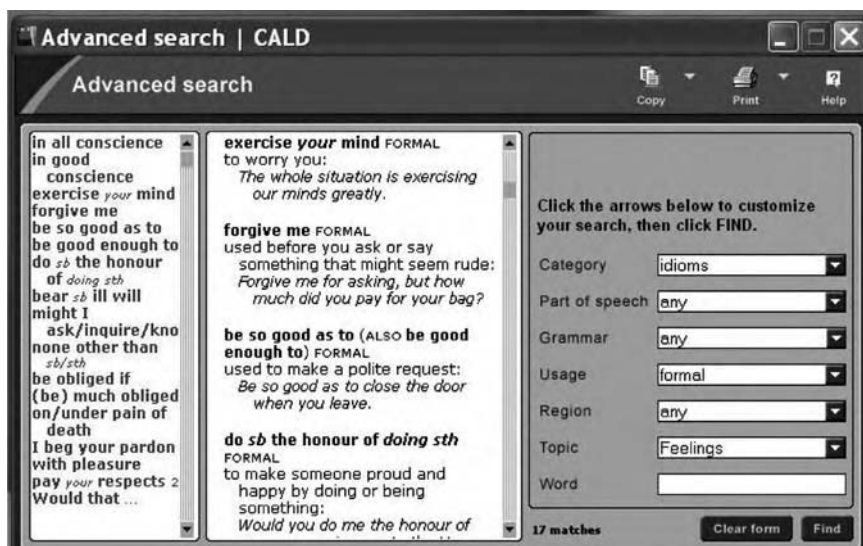 Advanced search | CALD
Advanced search
Copy
Print
Help
in all conscience
in good
conscience
exercise your mind
forgive me
be so good as to
be good enough to
do sb the honour
of doing sth
bear sb ill will
might I
ask/inquire/kno
none other than
sb/sth
be obliged if
(be) much obliged
on/under pain of
death
I beg your pardon
with pleasure
pay your respects 2
Would that ...
exercise your mind FORMAL
to worry you:
The whole situation is exercising
our minds greatly.
forgive me FORMAL
used before you ask or say
something that might seem rude:
Forgive me for asking, but how
much did you pay for your bag?
be so good as to (ALSO be good
enough to) FORMAL
used to make a polite request:
Be so good as to close the door
when you leave.
do sb the honour of doing sth
FORMAL
to make someone proud and
happy by doing or being
something:
Would you do me the honour of
Click the arrows below to customize
your search, then click FIND.
Category idioms
Part of speech any
Grammar any
Usage formal
Region any
Topic Feelings
Word
17 matches
Clear form
Find